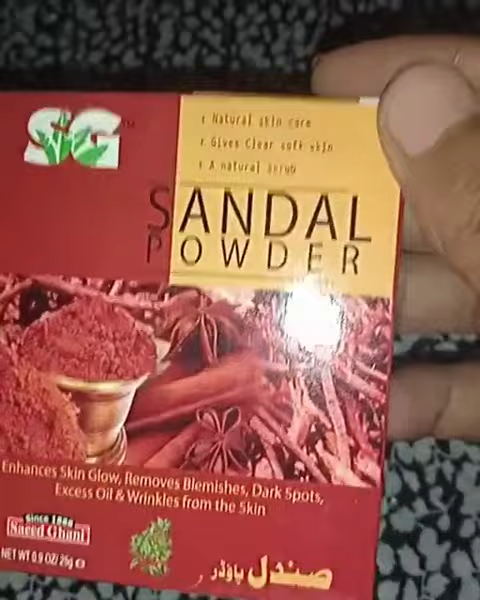 SG
Natural skin care
Gives Clear soft skin
A natural scrub
SANDAL
POWDER
Enhances Skin Glow, Removes Blemishes, Dark Spots,
Excess Oil & Wrinkles from the Skin
since 1888
Saeed Ghani
NET WT 0.9 OZ/ 25g e
صندل پاؤڈر